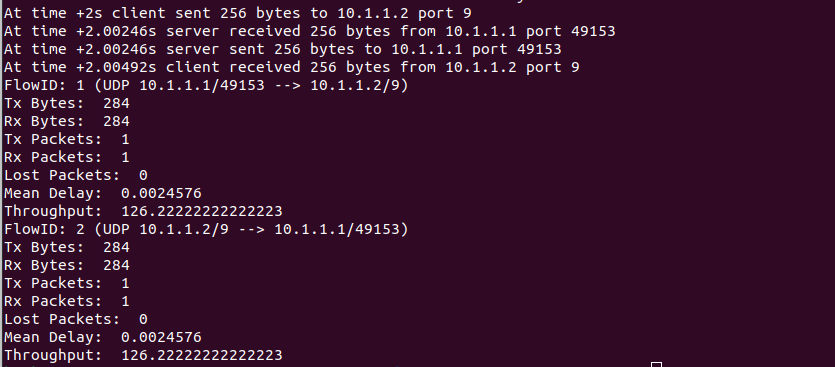 At time +2s client sent 256 bytes to 10.1.1.2 port 9
At time +2.00246s server received 256 bytes from 10.1.1.1 port 49153
At time +2.00246s server sent 256 bytes to 10.1.1.1 port 49153
At time +2.00492s client received 256 bytes from 10.1.1.2 port 9
FlowID: 1 (UDP 10.1.1.1/49153 --> 10.1.1.2/9)
Tx Bytes:  284
Rx Bytes:  284
Tx Packets:  1
Rx Packets:  1
Lost Packets:  0
Mean Delay:  0.0024576
Throughput:  126.22222222222223
FlowID: 2 (UDP 10.1.1.2/9 --> 10.1.1.1/49153)
Tx Bytes:  284
Rx Bytes:  284
Tx Packets:  1
Rx Packets:  1
Lost Packets:  0
Mean Delay:  0.0024576
Throughput:  126.22222222222223